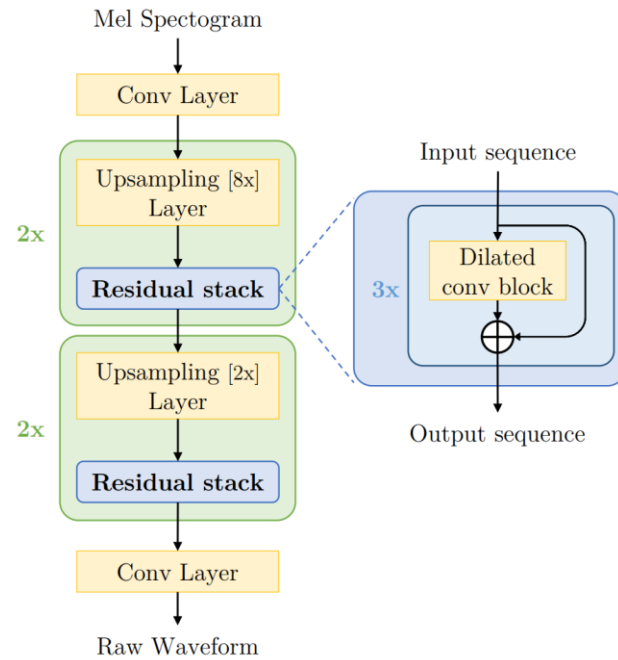 Mel Spectogram
Conv Layer
Upsampling [8x]
Layer
2x
Residual stack
Upsampling [2x]
Layer
2x
Residual stack
Conv Layer
Raw Waveform
Input sequence
Dilated
conv block
3x
Output sequence